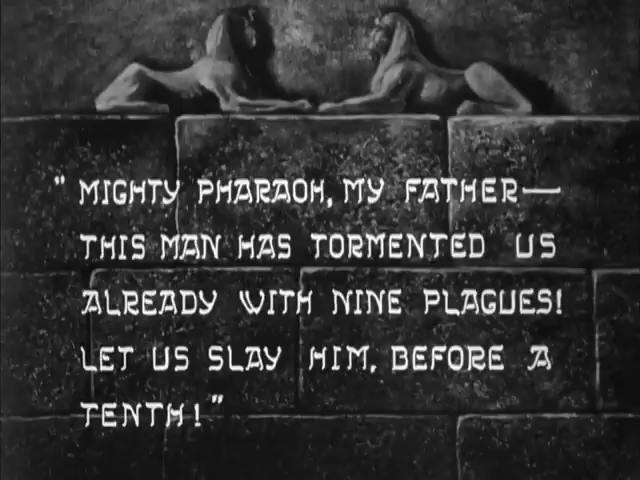 "MIGHTY PHARAOH, MY FATHER—
THIS MAN HAS TORMENTED US
ALREADY WITH NINE PLAGUES!
LET US SLAY HIM, BEFORE A
TENTH!"